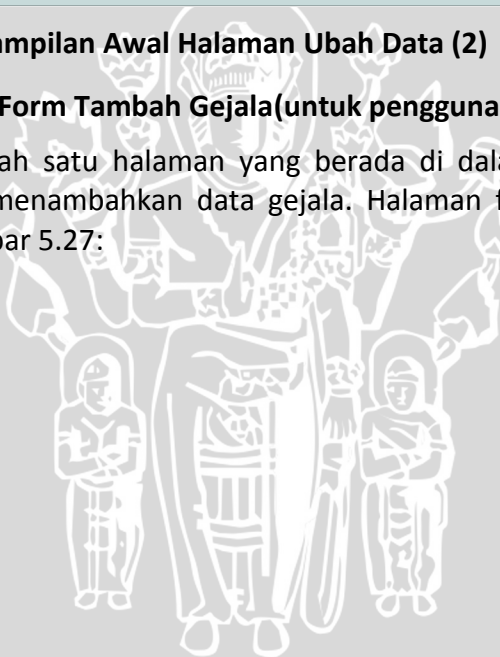 ampilan Awal Halaman Ubah Data (2)
Form Tambah Gejala(untuk pengguna
ah satu halaman yang berada di dala
menambahkan data gejala. Halaman f
bar 5.27: